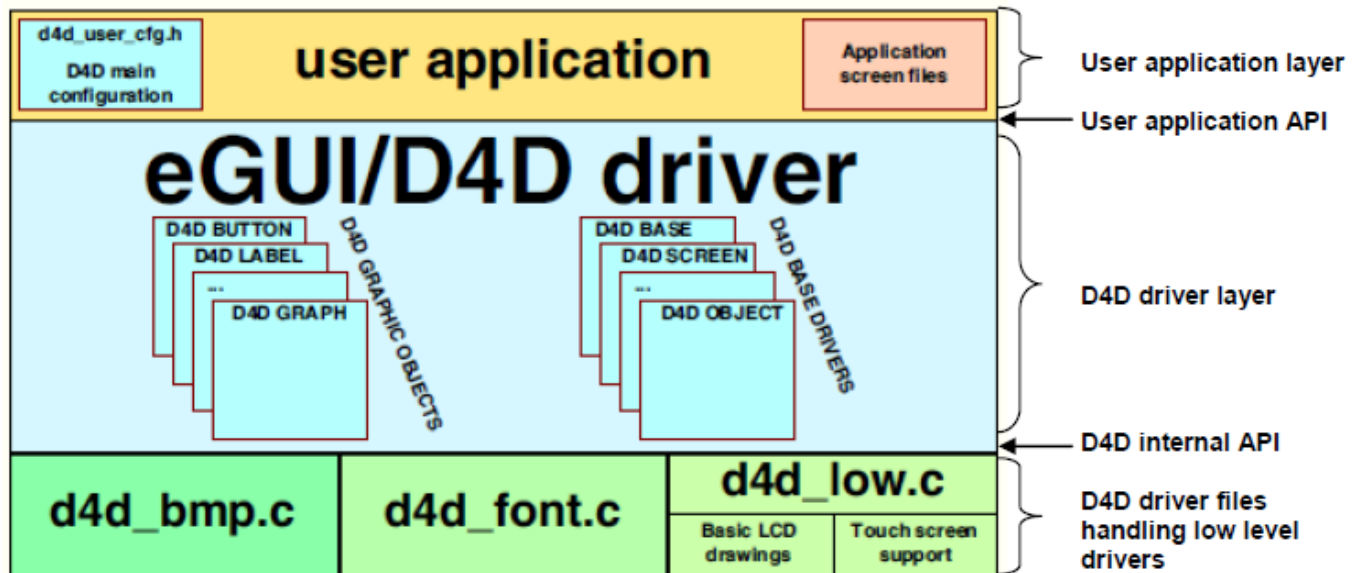 d4d_user_cfg.h
D4D main
configuration
user application
Application
screen files
User application layer
User application API
eGUI/D4D driver
D4D BUTTON
D4D LABEL
...
D4D GRAPH
D4D GRAPHIC OBJECTS
D4D BASE
D4D SCREEN
...
D4D OBJECT
D4D BASE DRIVERS
D4D driver layer
D4D internal API
d4d_bmp.c
d4d_font.c
d4d_low.c
Basic LCD
drawings
Touch screen
support
D4D driver files
handling low level
drivers